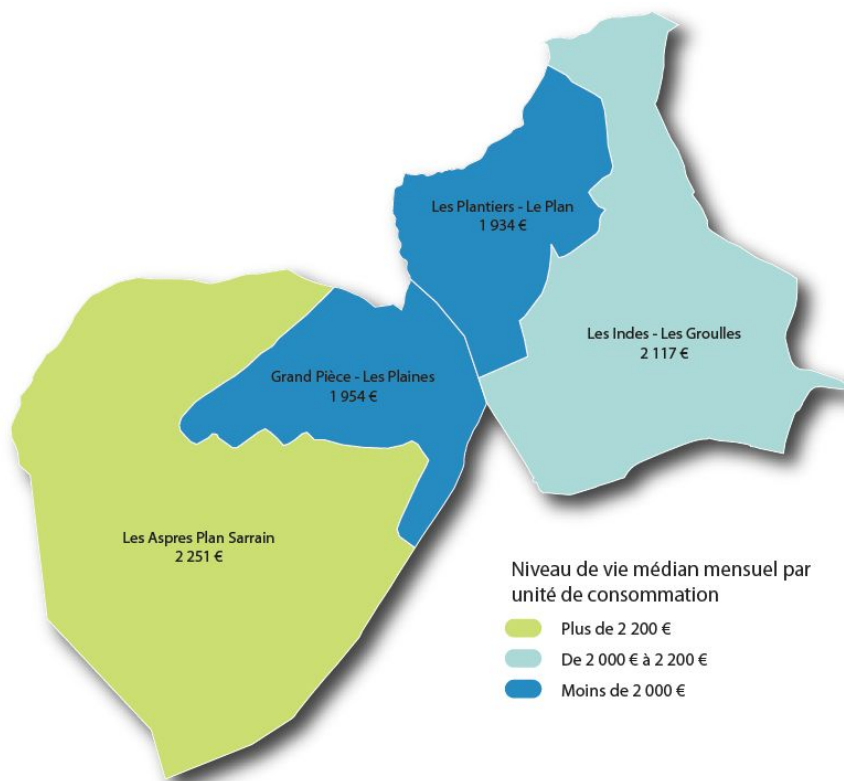 Les Plantiers - Le Plan
1 934 €
Les Indes - Les Groulles
2 117 €
Grand Pièce - Les Plaines
1 954 €
Les Aspres Plan Sarrain
2 251 €
Niveau de vie médian mensuel par
unité de consommation
Plus de 2 200 €
De 2 000 € à 2 200 €
Moins de 2 000 €